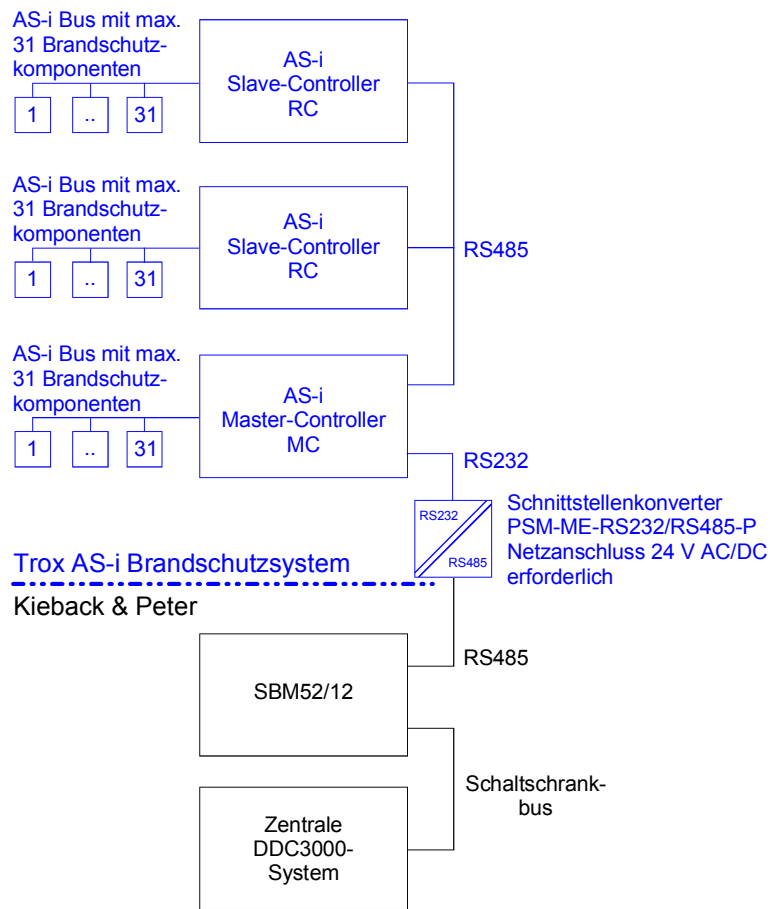 AS-i Bus mit max.
31 Brandschutz-
komponenten
1 .. 31
AS-i
Slave-Controller
RC
AS-i Bus mit max.
31 Brandschutz-
komponenten
1 .. 31
AS-i
Slave-Controller
RC
RS485
AS-i Bus mit max.
31 Brandschutz-
komponenten
1 .. 31
AS-i
Master-Controller
MC
RS232
RS232
RS485
Schnittstellenkonverter
PSM-ME-RS232/RS485-P
Netzanschluss 24 V AC/DC
erforderlich
Trox AS-i Brandschutzsystem
Kieback & Peter
RS485
SBM52/12
Schaltschrank-
bus
Zentrale
DDC3000-
System